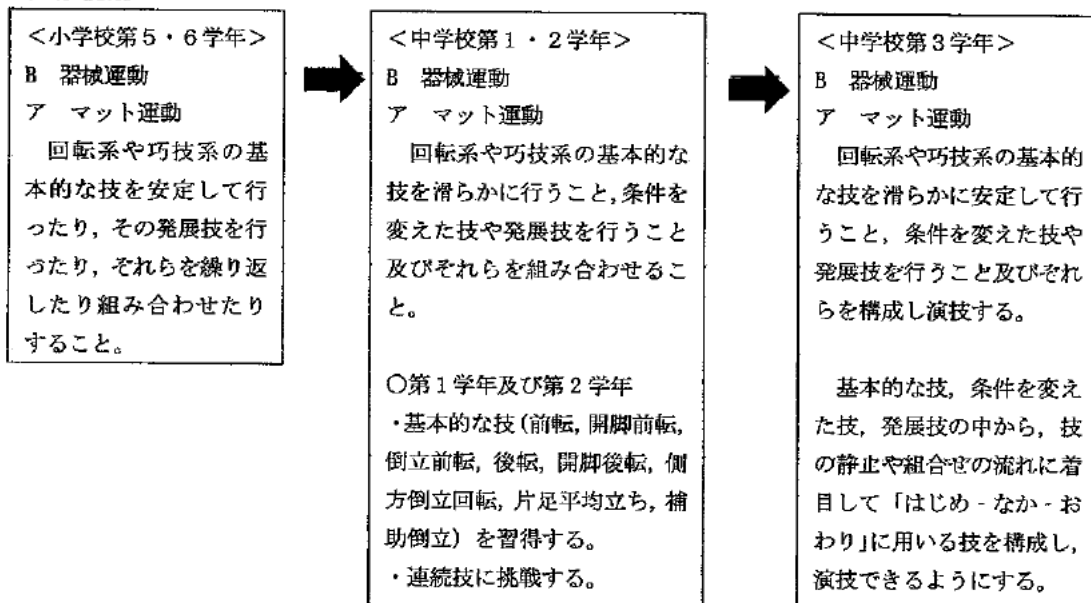 <小学校第5・6学年>
B 器械運動
ア マット運動
回転系や巧技系の基
本的な技を安定して行
ったり，その発展技を行
ったり，それらを繰り返
したり組み合わせたり
すること。
<中学校第1・2学年>
B 器械運動
ア マット運動
回転系や巧技系の基本的な
技を滑らかに行うこと，条件を
変えた技や発展技を行うこと
及びそれらを組み合わせるこ
と。
○第1学年及び第2学年
・基本的な技（前転，開脚前転，
倒立前転，後転，開脚後転，側
方倒立回転，片足平均立ち，補
助倒立）を習得する。
・連続技に挑戦する。
<中学校第3学年>
B 器械運動
ア マット運動
回転系や巧技系の基本的
な技を滑らかに安定して行
うこと，条件を変えた技や
発展技を行うこと及びそれ
らを構成し演技する。
基本的な技，条件を変え
た技，発展技の中から，技
の静止や組合せの流れに着
目して「はじめ‐なか‐お
わり」に用いる技を構成し，
演技できるようにする。